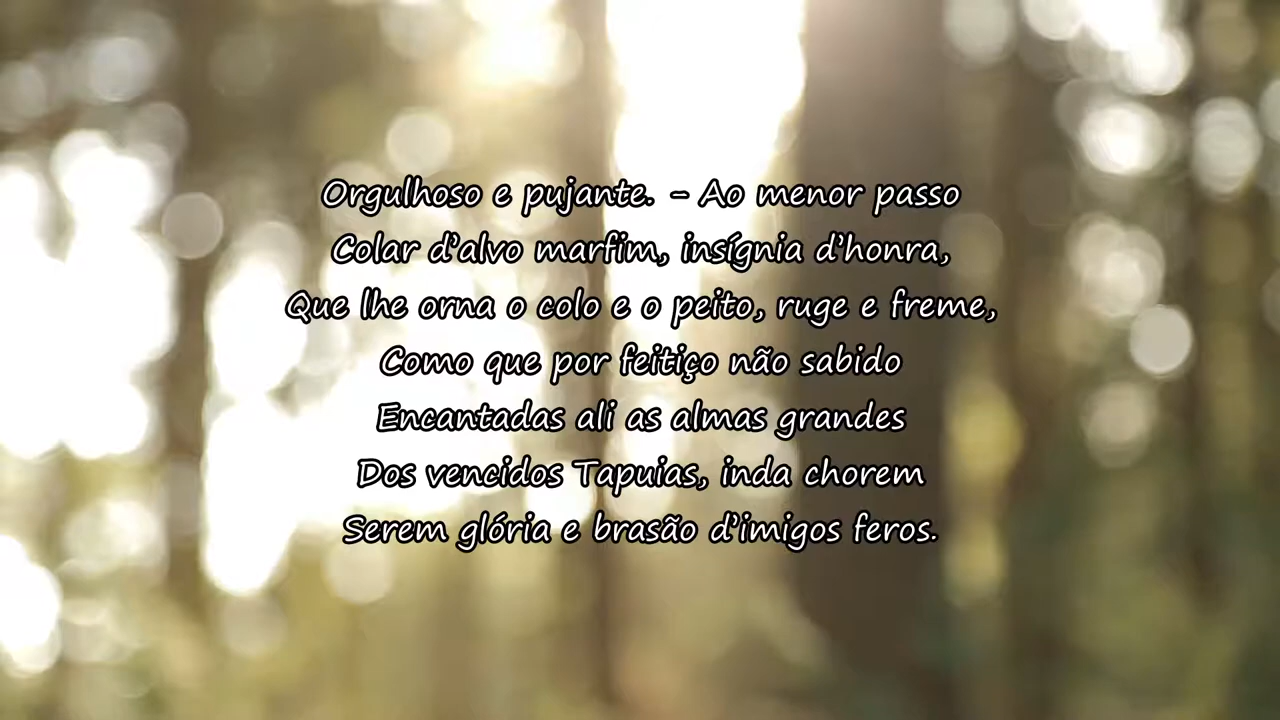 Orgulhoso e pujante. - Ao menor passo
Colar d'alvo marfim, insígnia d'honra,
Que lhe orna o colo e o peito, ruge e freme,
Como que por feitiço não sabido
Encantadas ali as almas grandes
Dos vencidos Tapuias, inda chorem
Serem glória e brasão d'imigos feros.